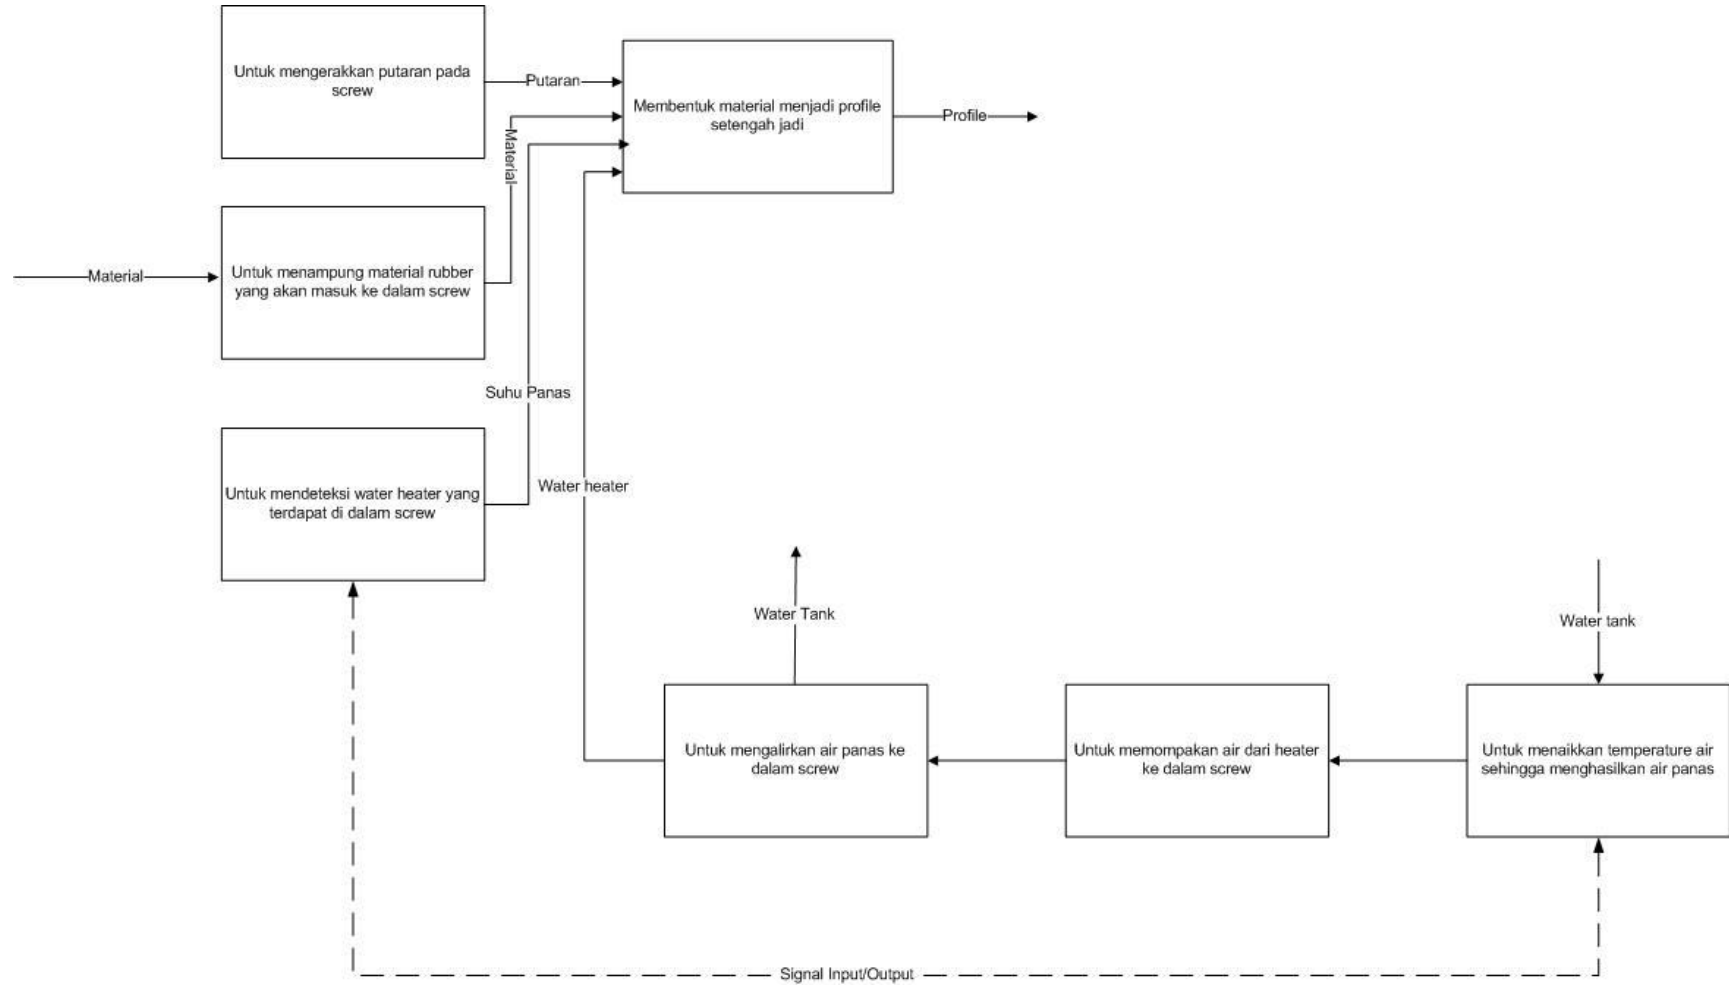 Untuk mengerakkan putaran pada
screw
Putaran
Membentuk material menjadi profile
setengah jadi
Profile
Material
Material
Untuk menampung material rubber
yang akan masuk ke dalam screw
Suhu Panas
Untuk mendeteksi water heater yang
terdapat di dalam screw
Water heater
Water Tank
Water tank
Untuk mengalirkan air panas ke
dalam screw
Untuk memompakan air dari heater
ke dalam screw
Untuk menaikkan temperature air
sehingga menghasilkan air panas
Signal Input/Output